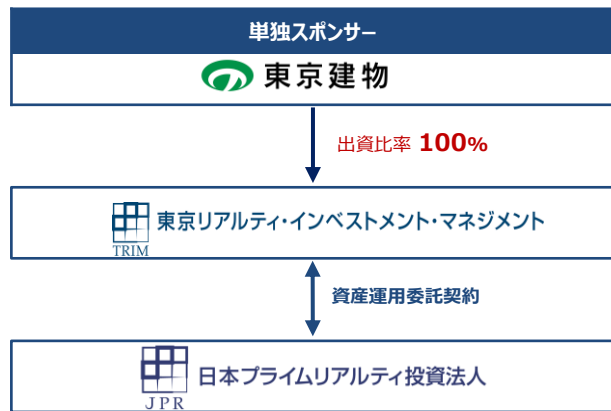 単独スポンサー
東京建物
出資比率 100%
東京リアルティ・インベストメント・マネジメント
TRIM
資産運用委託契約
日本プライムリアルティ投資法人
JPR